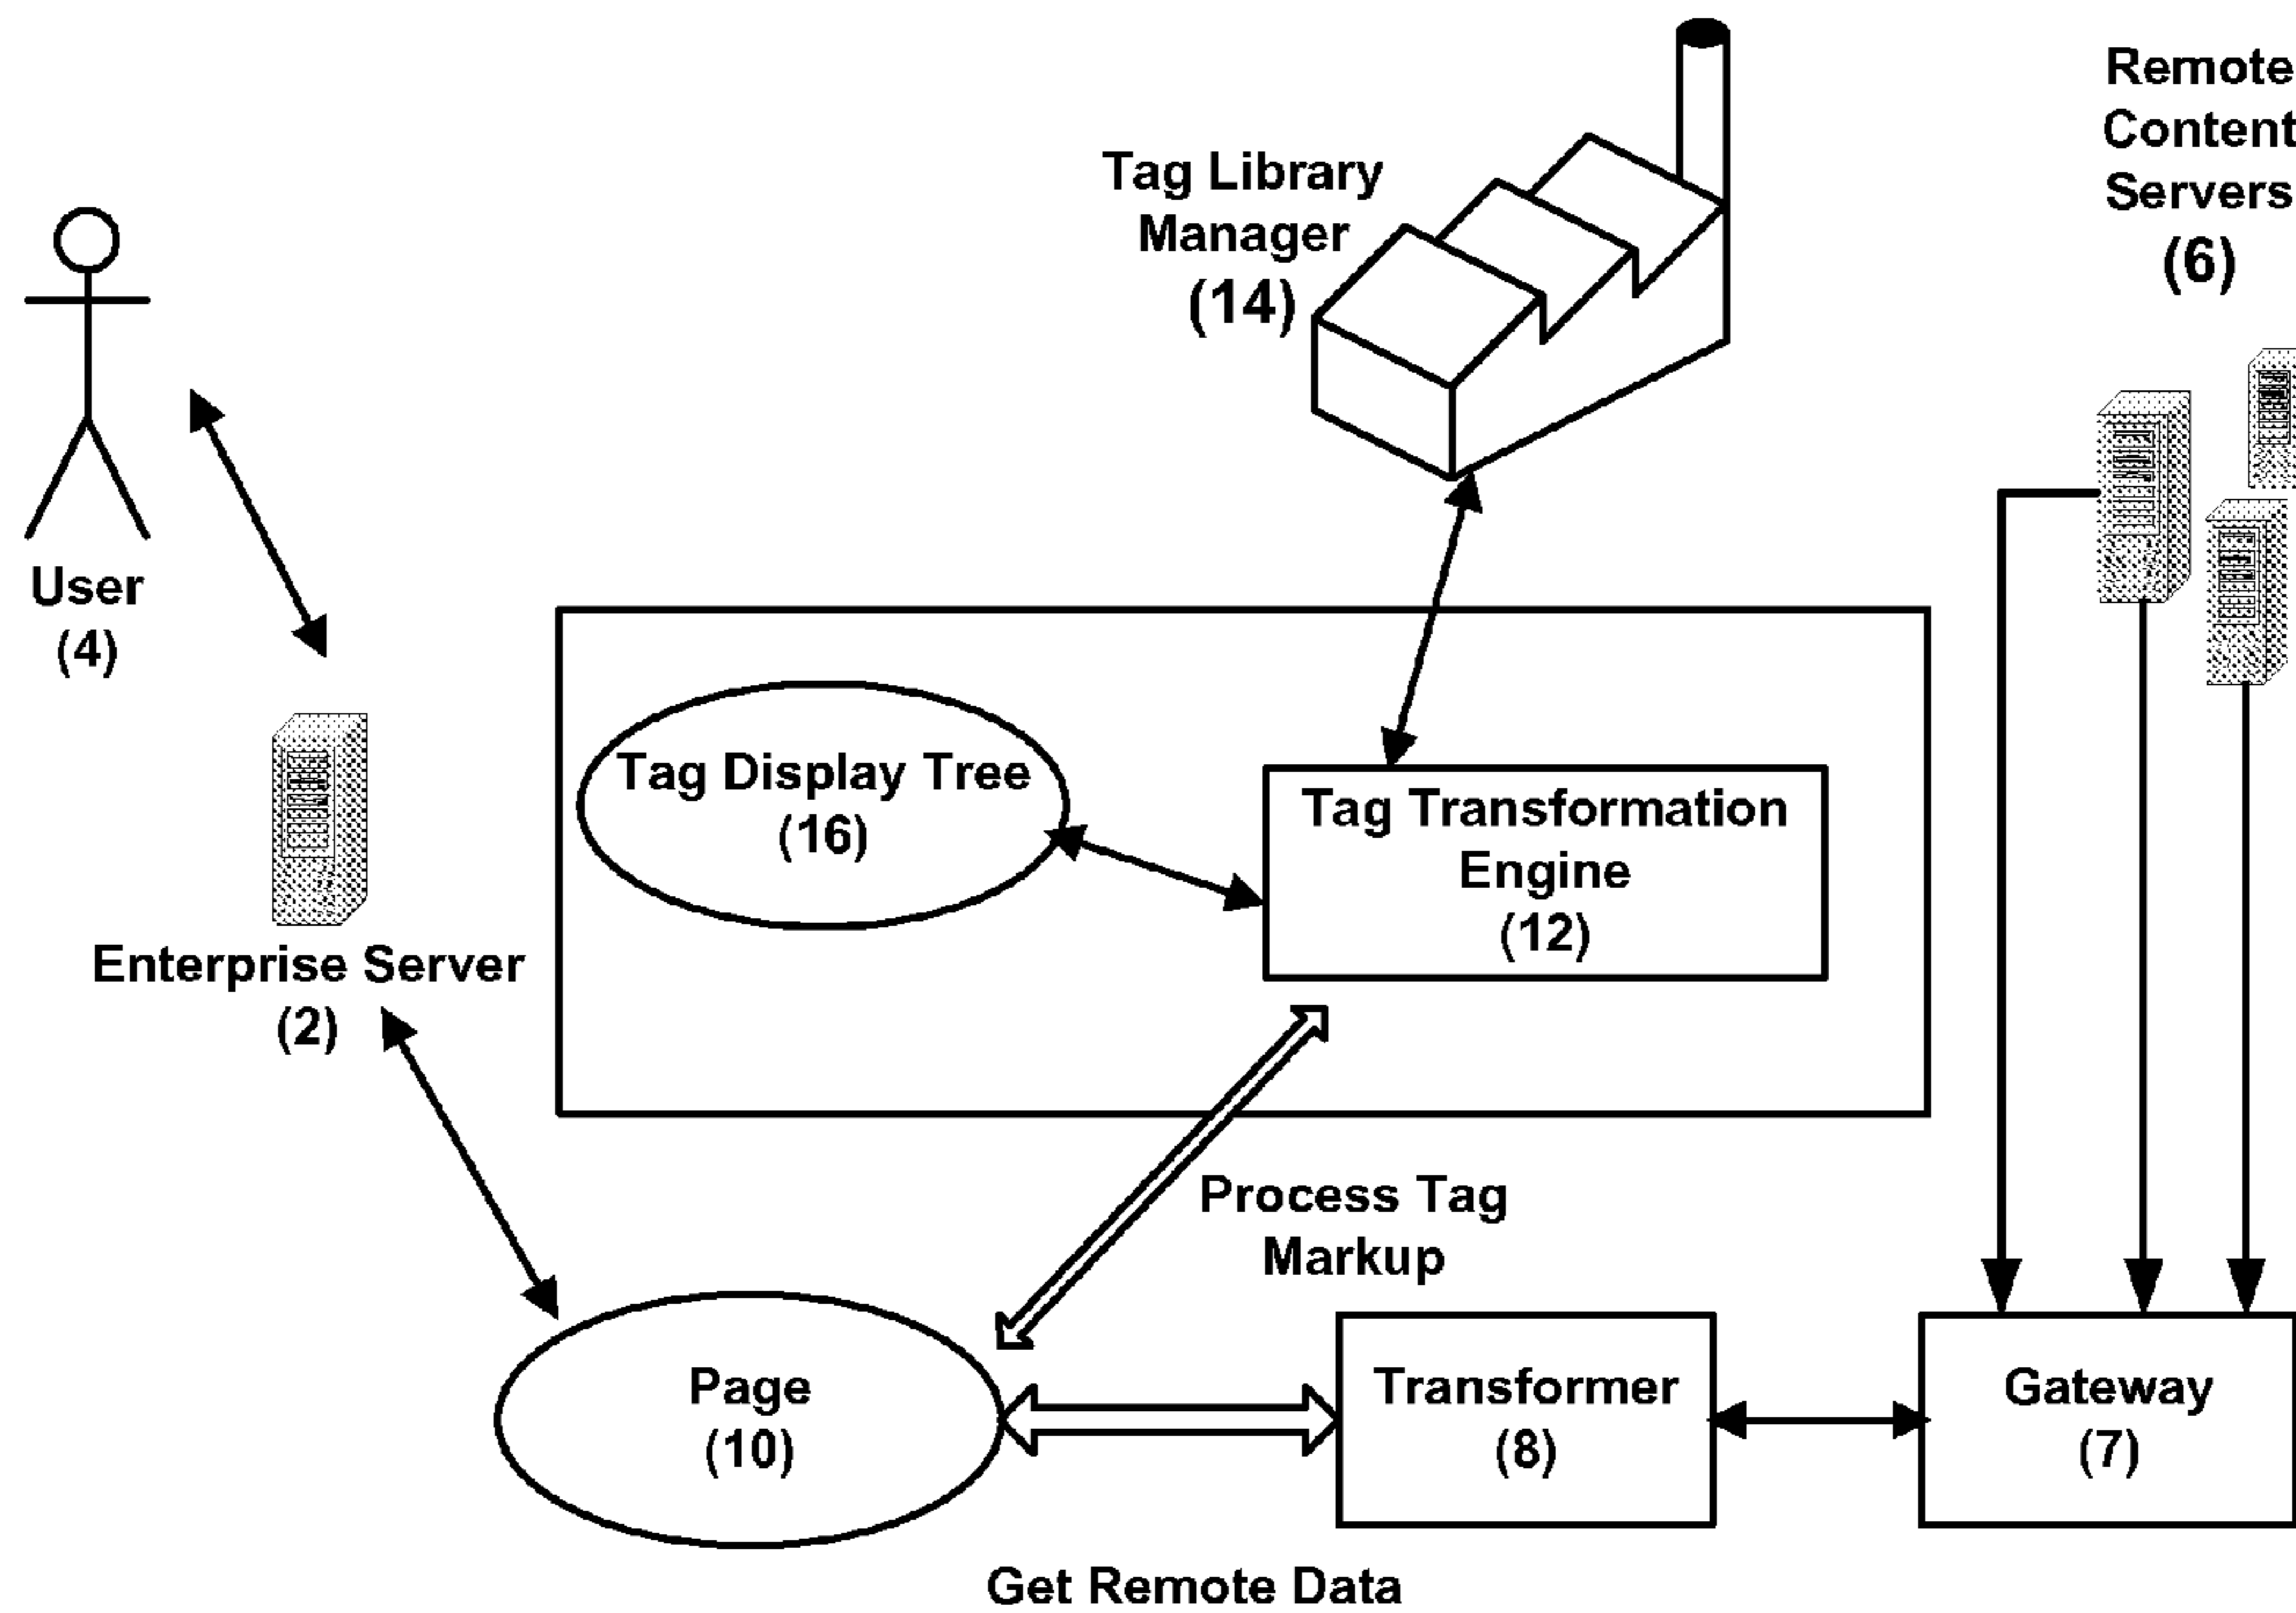 Remote
Content
Servers
(6)
Tag Library
Manager
(14)
User
(4)
Tag Display Tree
(16)
Tag Transformation
Engine
(12)
Enterprise Server
(2)
Process Tag
Markup
Page
(10)
Transformer
(8)
Gateway
(7)
Get Remote Data